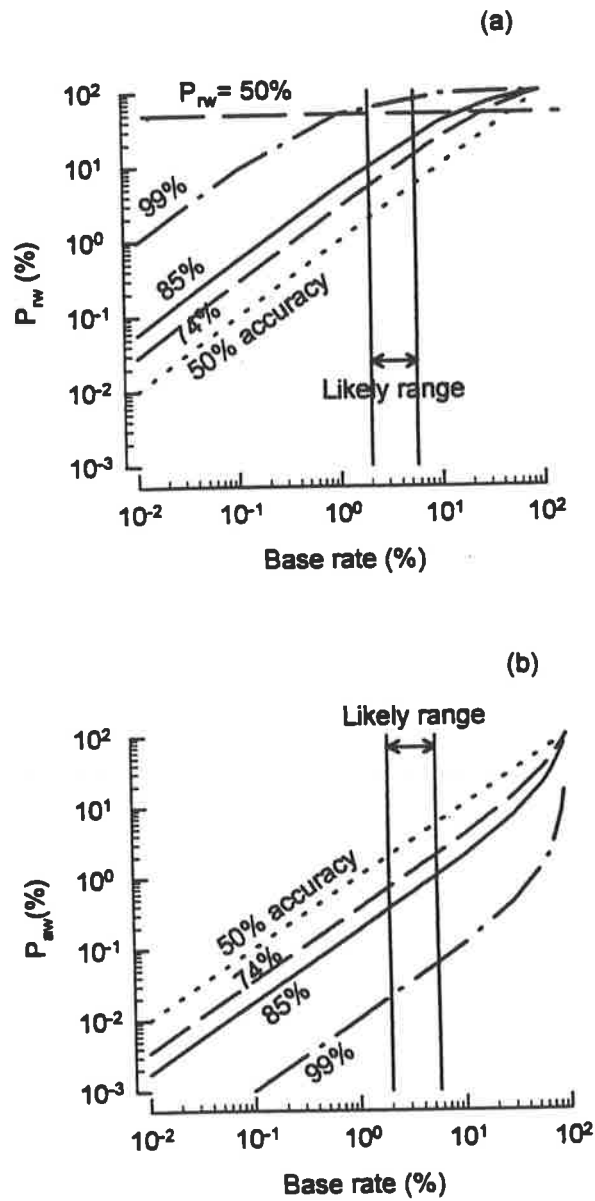 (a)
P_rw = 50%
10²
10¹
10⁰
10⁻¹
10⁻²
10⁻³
P_rw (%)
99%
85%
74%
50% accuracy
Likely range
10⁻² 10⁻¹ 10⁰ 10¹ 10²
Base rate (%)
(b)
Likely range
10²
10¹
10⁰
10⁻¹
10⁻²
10⁻³
P_aw (%)
50% accuracy
74%
85%
99%
10⁻² 10⁻¹ 10⁰ 10¹ 10²
Base rate (%)